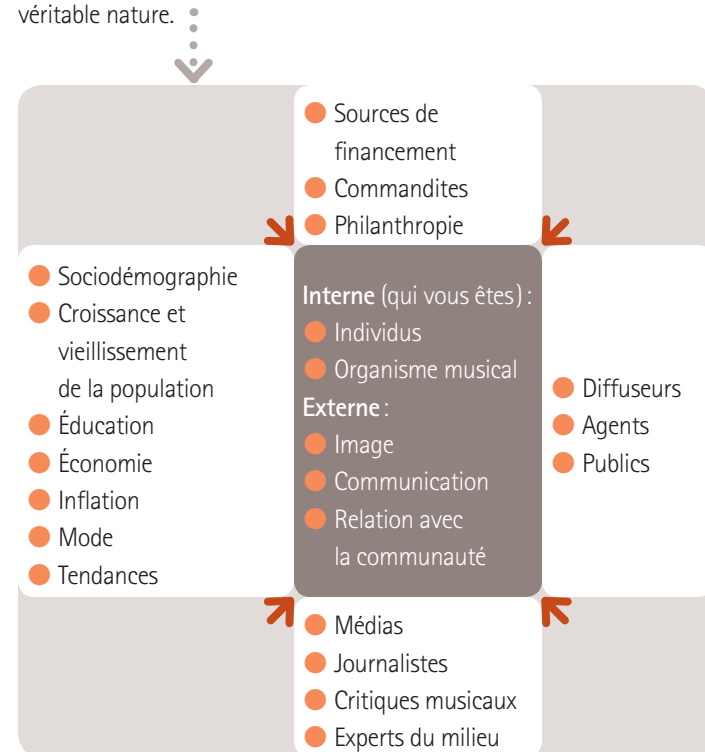 véritable nature.
Sources de
financement
Commandites
Philanthropie
Sociodémographie
Croissance et
vieillissement
de la population
Éducation
Économie
Inflation
Mode
Tendances
Interne (qui vous êtes) :
Individus
Organisme musical
Externe :
Image
Communication
Relation avec
la communauté
Diffuseurs
Agents
Publics
Médias
Journalistes
Critiques musicaux
Experts du milieu